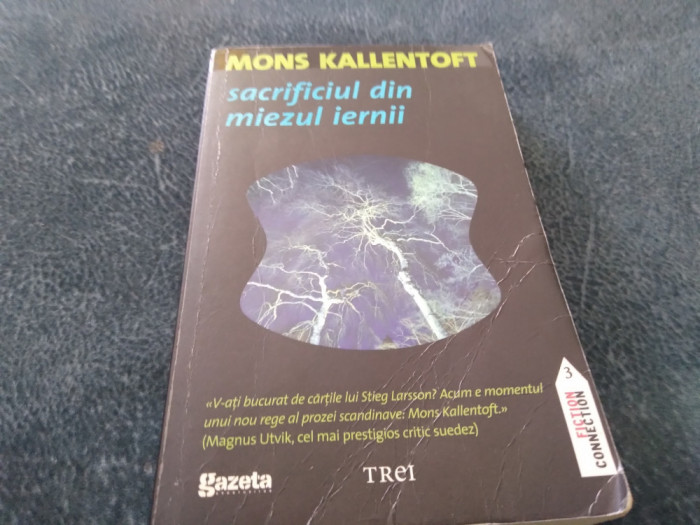 MONS KALLENTOFT
sacrificiul din
miezul iernii
«V-ați bucurat de cărțile lui Stieg Larsson? Acum e momentul
unui nou rege al prozei scandinave: Mons Kallentoft.»
(Magnus Utvik, cel mai prestigios critic suedez)
3
FICTION
CONNECTION
gazeta
TREI